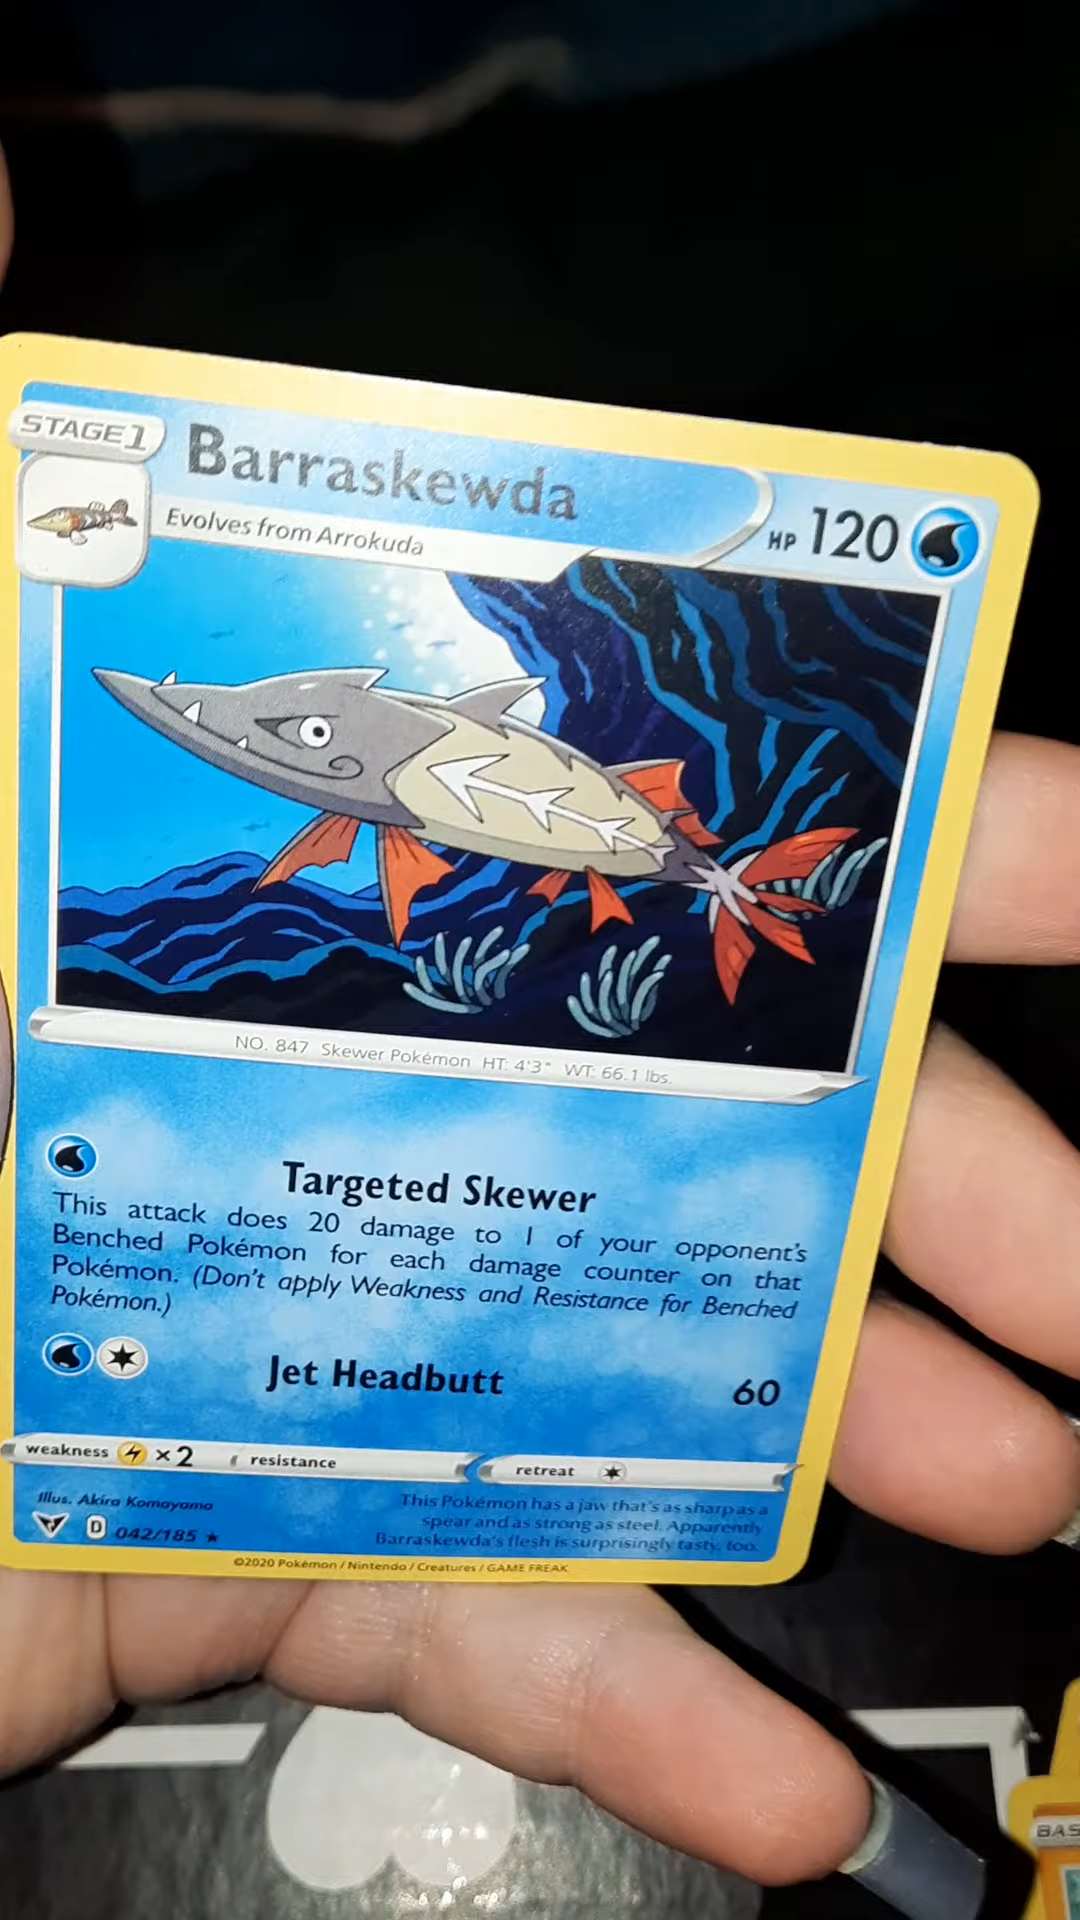 STAGE1
Barraskewda
HP 120
Evolves from Arrokuda
NO. 847 Skewer Pokémon HT: 4'3" WT: 66.1 lbs.
Targeted Skewer
This attack does 20 damage to 1 of your opponent's
Benched Pokémon for each damage counter on that
Pokémon. (Don't apply Weakness and Resistance for Benched
Pokémon.)
Jet Headbutt 60
weakness ×2 resistance retreat
Illus. Akira Komayama
D 042/185 ★
This Pokémon has a jaw that's as sharp as a
spear and as strong as steel. Apparently
Barraskewda's flesh is surprisingly tasty, too.
©2020 Pokémon / Nintendo / Creatures / GAME FREAK
BAS